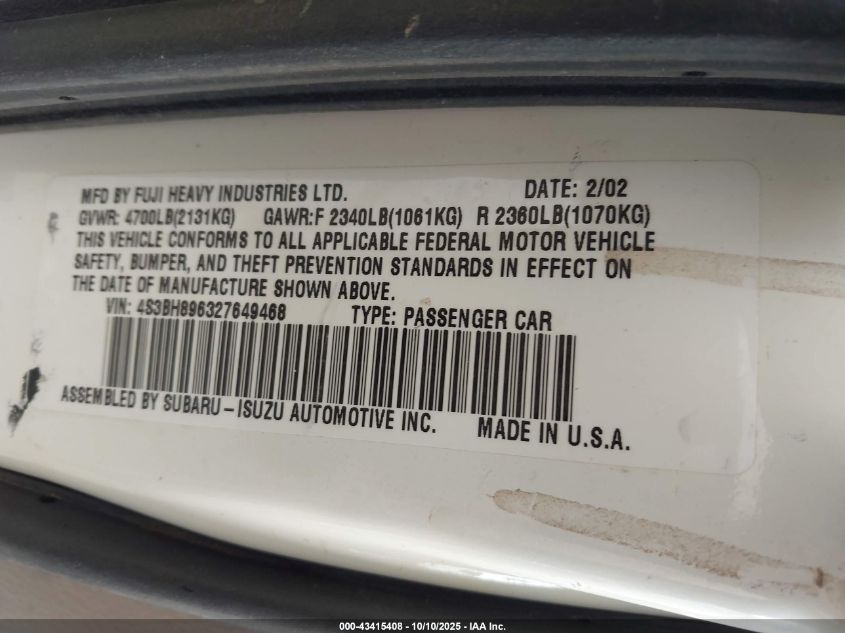 MFD BY FUJI HEAVY INDUSTRIES LTD. DATE: 2/02
GVWR: 4700LB(2131KG) GAWR:F 2340LB(1061KG) R 2360LB(1070KG)
THIS VEHICLE CONFORMS TO ALL APPLICABLE FEDERAL MOTOR VEHICLE
SAFETY, BUMPER, AND THEFT PREVENTION STANDARDS IN EFFECT ON
THE DATE OF MANUFACTURE SHOWN ABOVE.
VIN: 4S3BH896327649468 TYPE: PASSENGER CAR
ASSEMBLED BY SUBARU-ISUZU AUTOMOTIVE INC. MADE IN U.S.A.
000-43415408 - 10/10/2025 - IAA Inc.